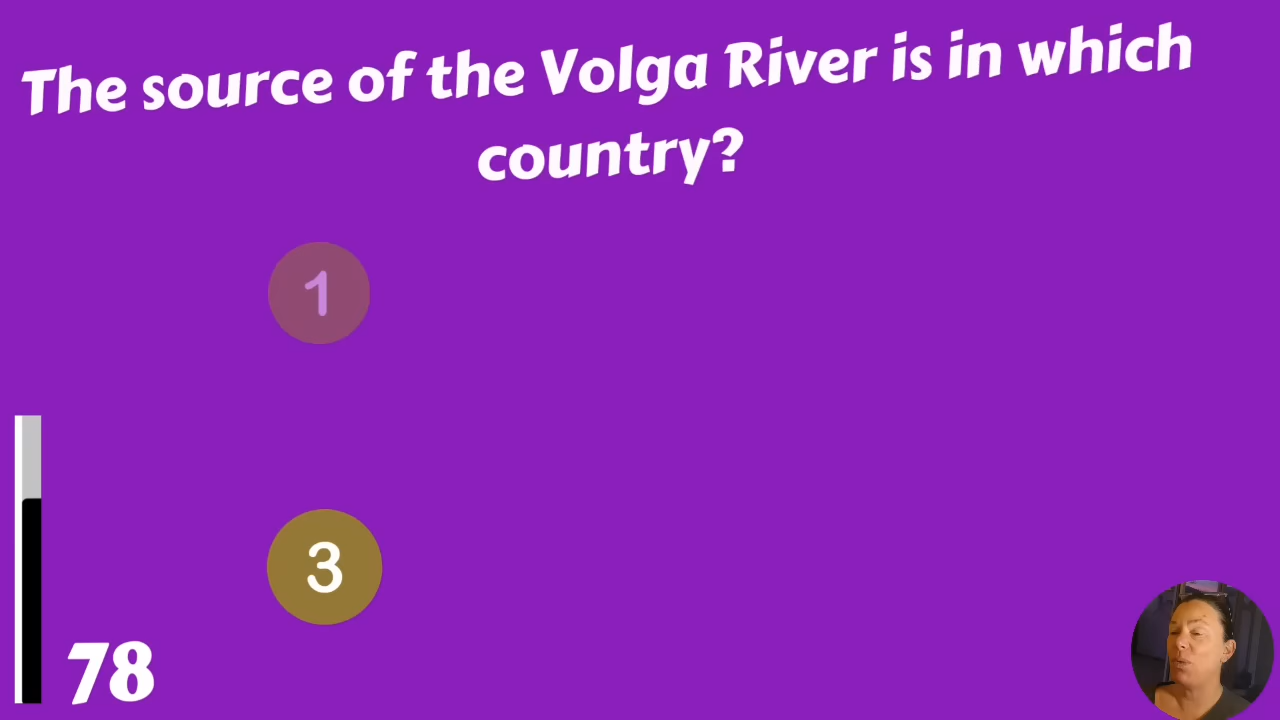 The source of the Volga River is in which
country?
1
3
78